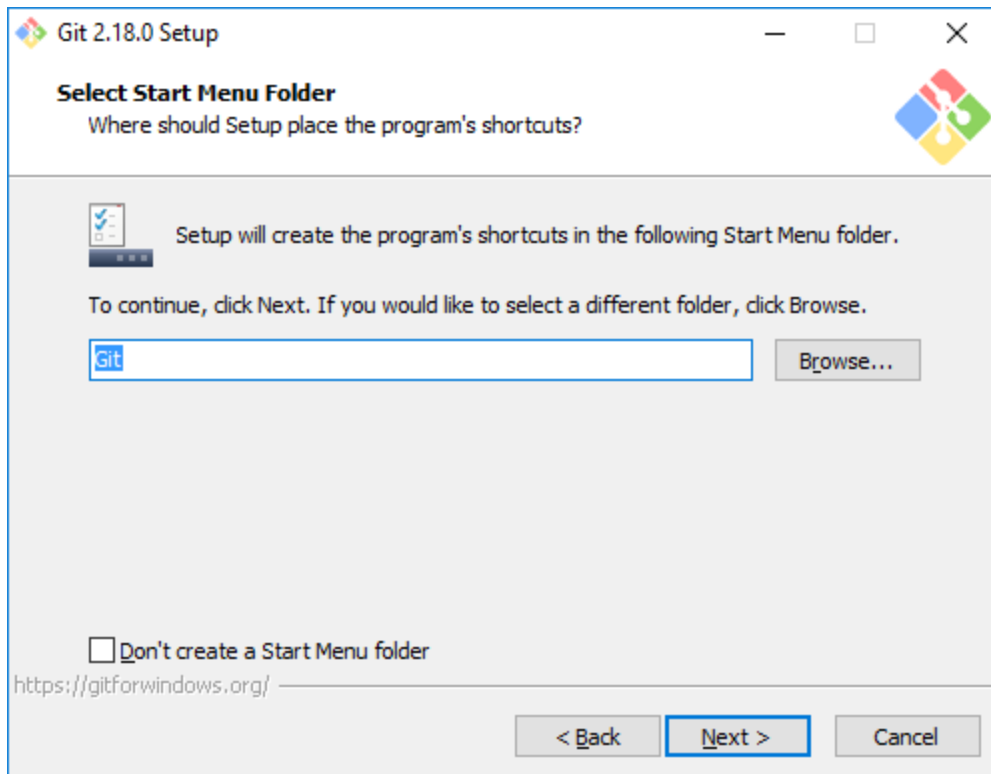 Git 2.18.0 Setup
Select Start Menu Folder
Where should Setup place the program's shortcuts?
Setup will create the program's shortcuts in the following Start Menu folder.
To continue, click Next. If you would like to select a different folder, click Browse.
Git
Browse...
Don't create a Start Menu folder
https://gitforwindows.org/
< Back
Next >
Cancel